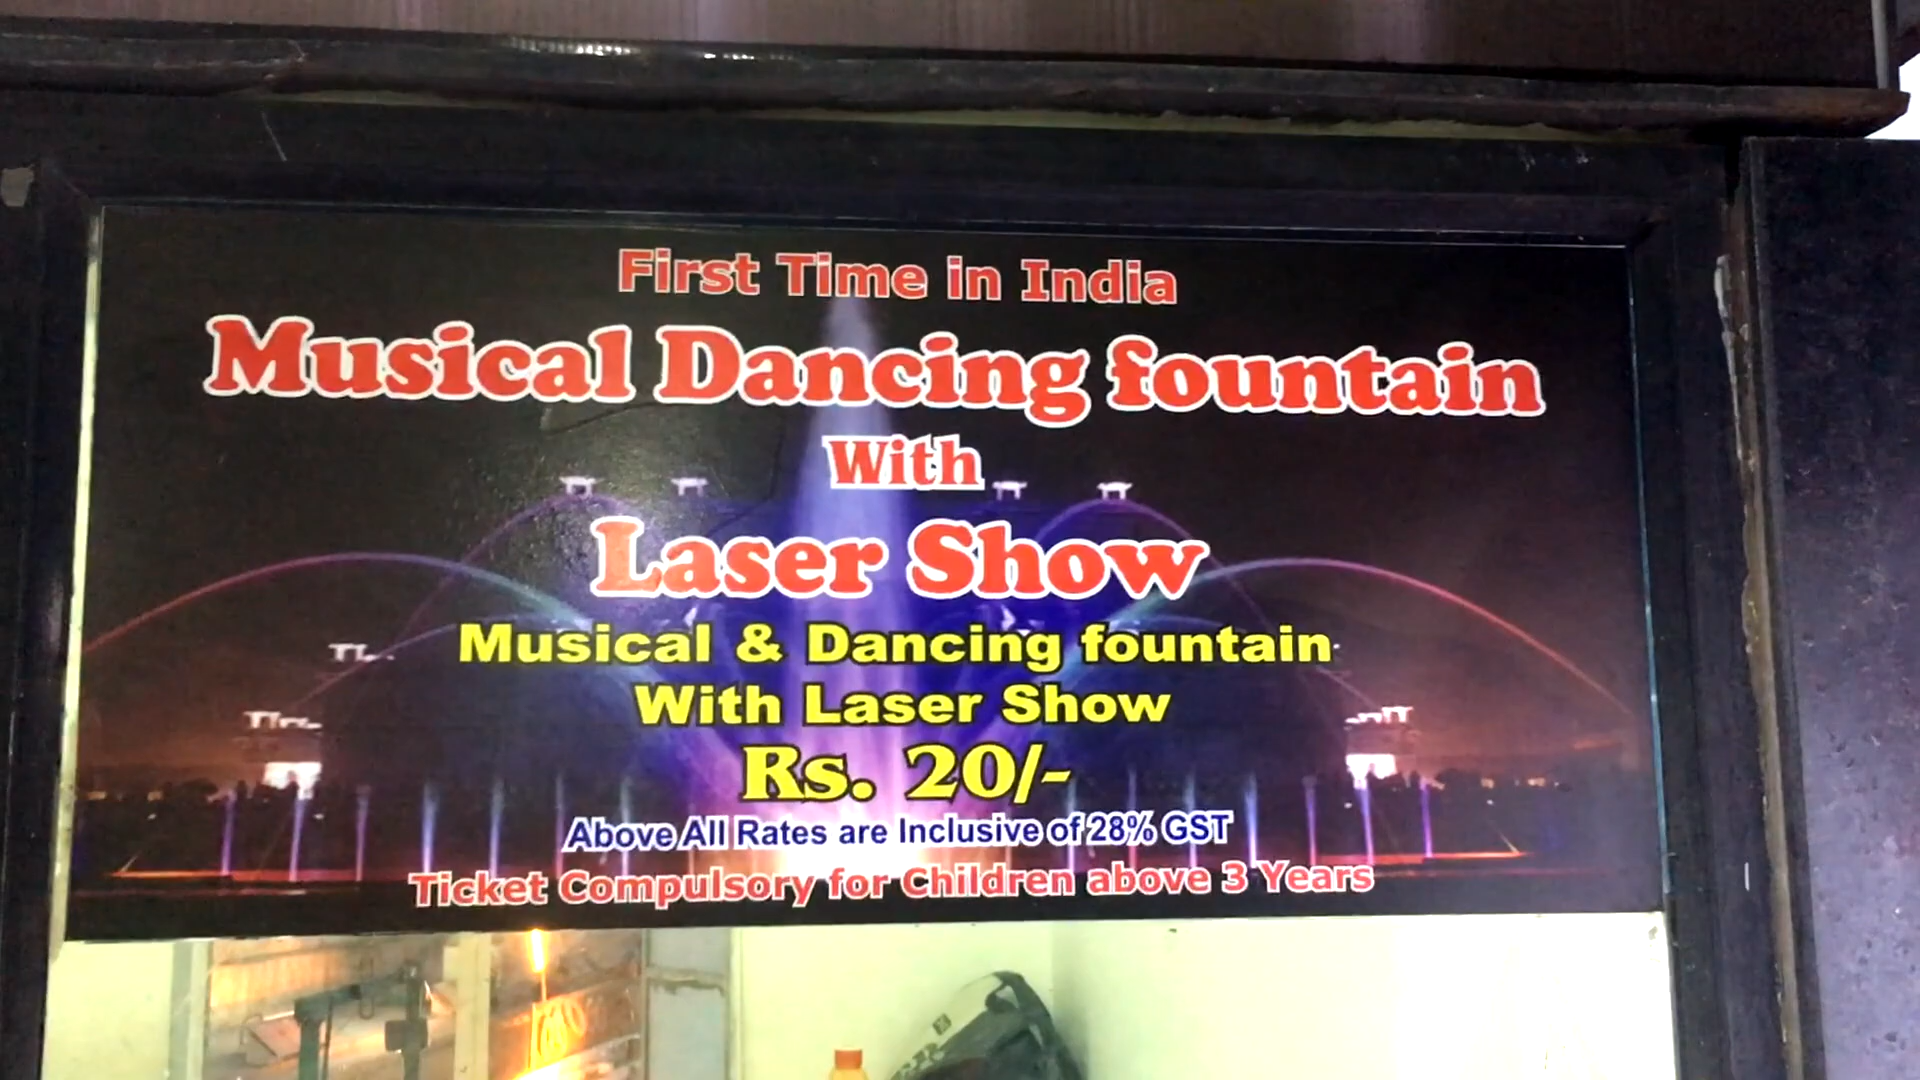 First Time in India
Musical Dancing fountain
With
Laser Show
Musical & Dancing fountain
With Laser Show
Rs. 20/-
Above All Rates are Inclusive of 28% GST
Ticket Compulsory for Children above 3 Years